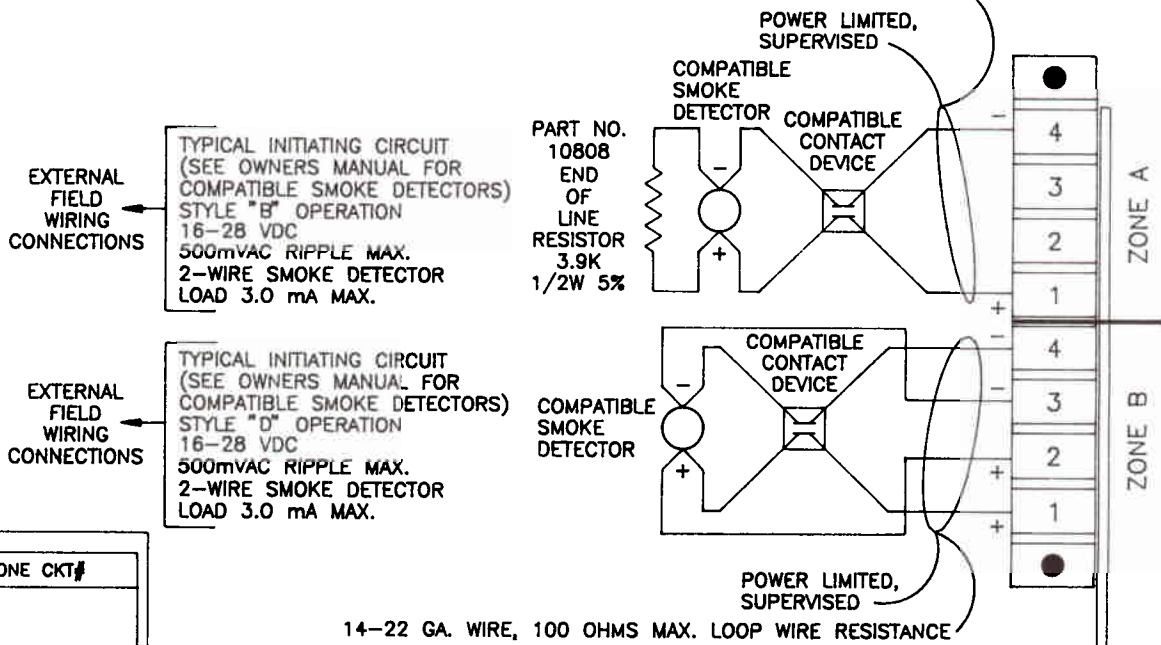 POWER LIMITED,
SUPERVISED
COMPATIBLE
SMOKE
DETECTOR
COMPATIBLE
CONTACT
DEVICE
PART NO.
10808
END
OF
LINE
RESISTOR
3.9K
1/2W 5%
EXTERNAL
FIELD
WIRING
CONNECTIONS
TYPICAL INITIATING CIRCUIT
(SEE OWNERS MANUAL FOR
COMPATIBLE SMOKE DETECTORS)
STYLE "B" OPERATION
16-28 VDC
500mVAC RIPPLE MAX.
2-WIRE SMOKE DETECTOR
LOAD 3.0 mA MAX.
-
+
-
4
3
2
1
+
ZONE A
EXTERNAL
FIELD
WIRING
CONNECTIONS
TYPICAL INITIATING CIRCUIT
(SEE OWNERS MANUAL FOR
COMPATIBLE SMOKE DETECTORS)
STYLE "D" OPERATION
16-28 VDC
500mVAC RIPPLE MAX.
2-WIRE SMOKE DETECTOR
LOAD 3.0 mA MAX.
COMPATIBLE
SMOKE
DETECTOR
-
+
COMPATIBLE
CONTACT
DEVICE
-
4
-
3
2
+
1
+
ZONE B
ONE CKT#
POWER LIMITED,
SUPERVISED
14-22 GA. WIRE, 100 OHMS MAX. LOOP WIRE RESISTANCE